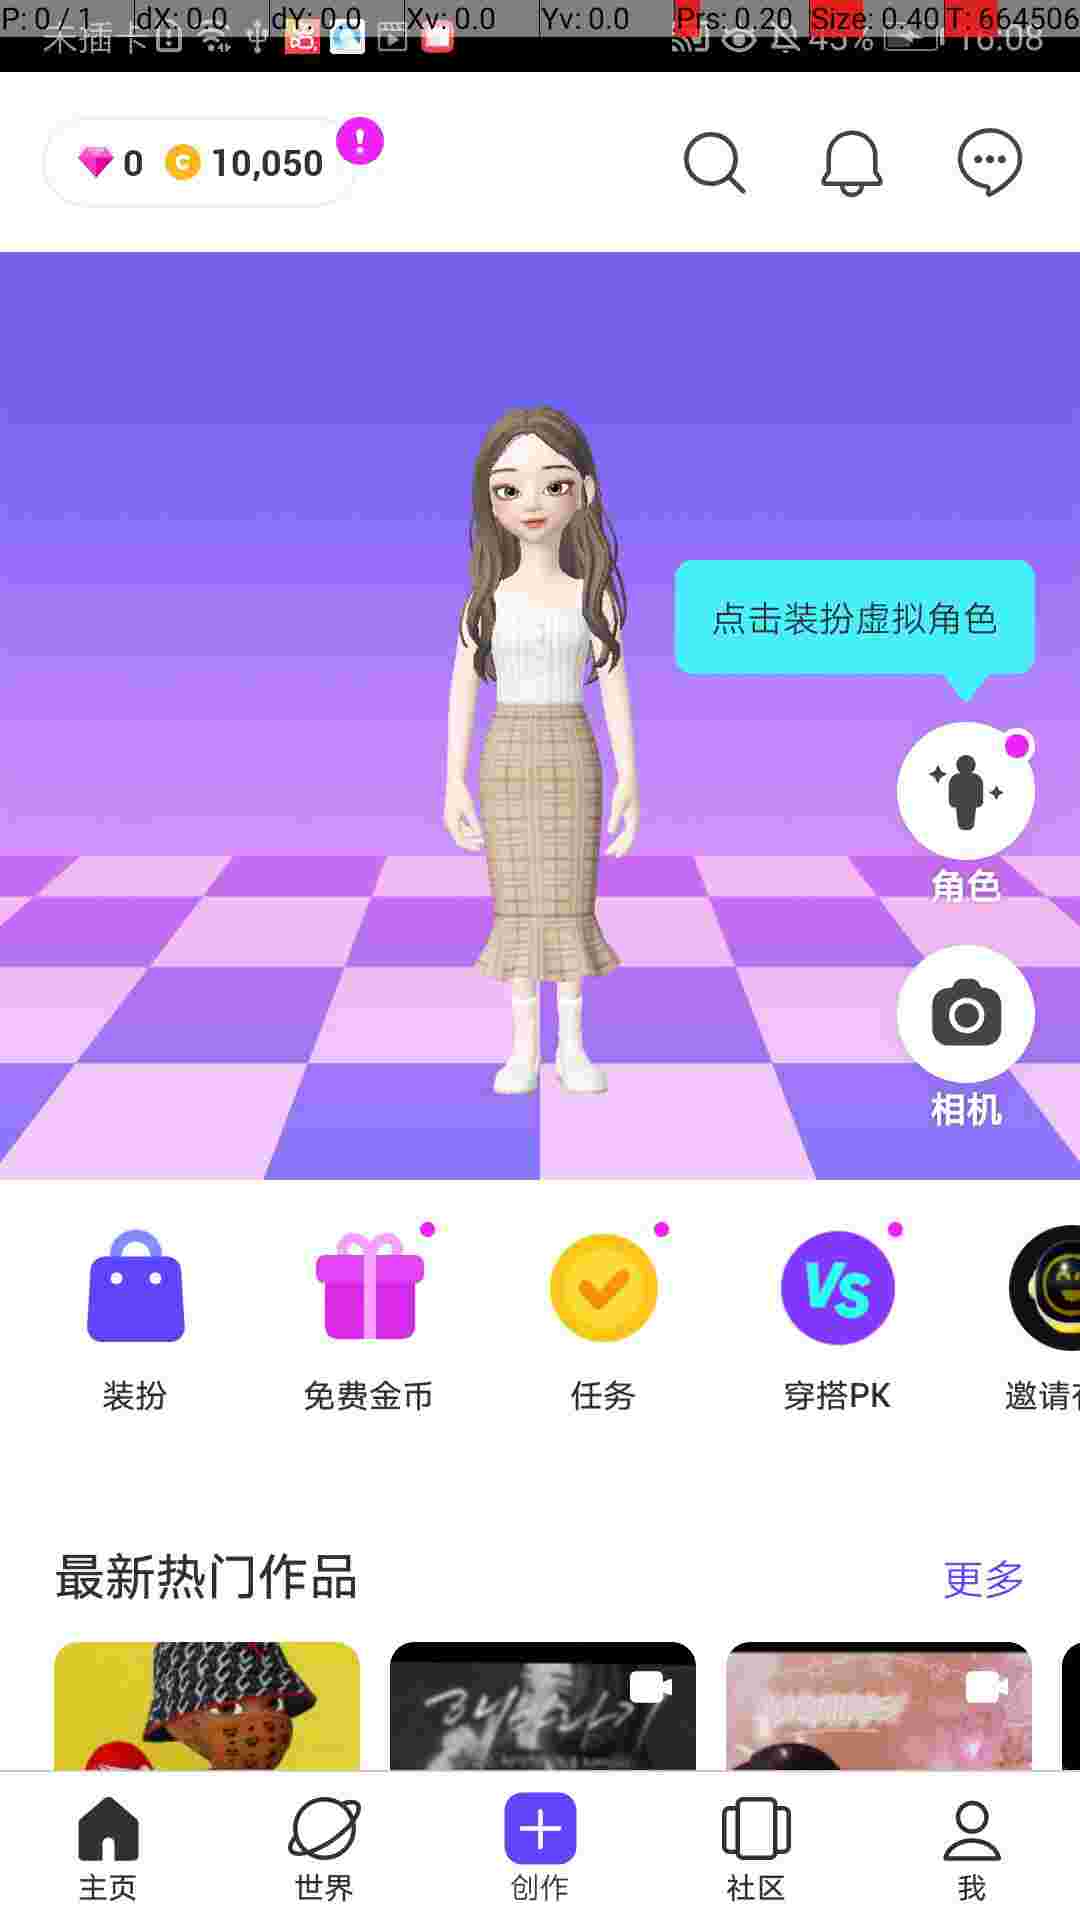 P: 0 / 1 dX: 0.0 dY: 0.0 Xv: 0.0 Yv: 0.0 Prs: 0.20 Size: 0.40 T: 664506
未插卡 45% 16:08
0 C 10,050 !
点击装扮虚拟角色
角色
相机
VS
装扮 免费金币 任务 穿搭PK 邀请
最新热门作品 更多
主页 世界 创作 社区 我